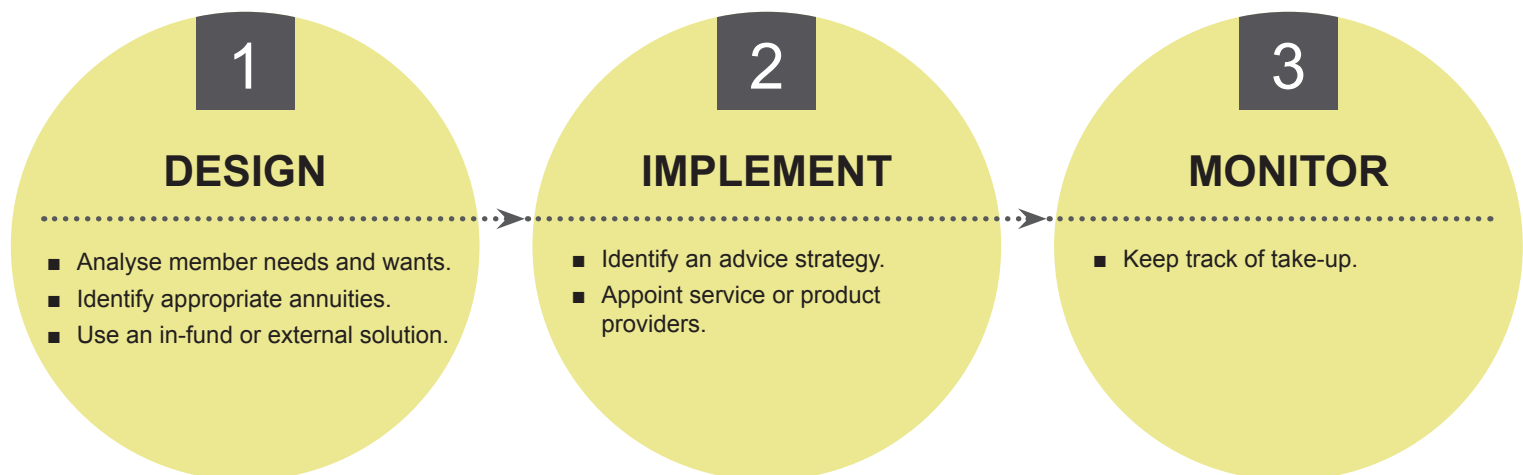 1
DESIGN
■ Analyse member needs and wants.
■ Identify appropriate annuities.
■ Use an in-fund or external solution.
2
IMPLEMENT
■ Identify an advice strategy.
■ Appoint service or product
providers.
3
MONITOR
■ Keep track of take-up.